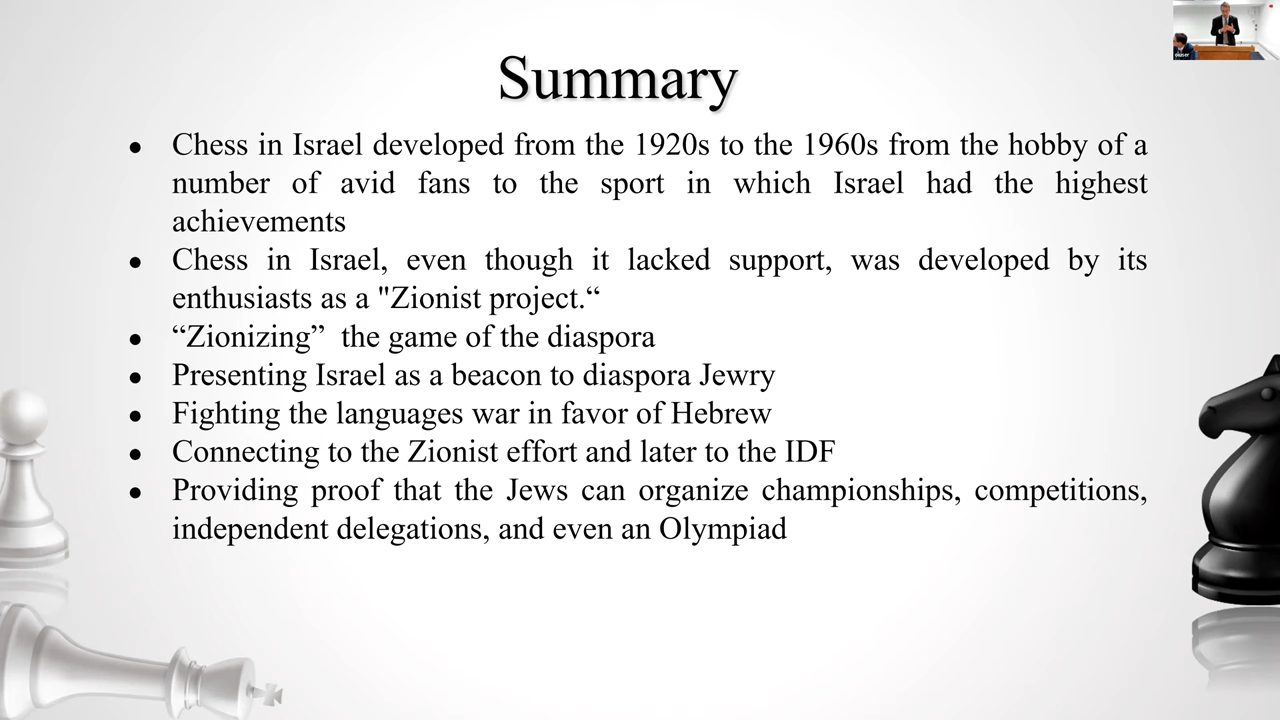 Summary
• Chess in Israel developed from the 1920s to the 1960s from the hobby of a
number of avid fans to the sport in which Israel had the highest
achievements
• Chess in Israel, even though it lacked support, was developed by its
enthusiasts as a "Zionist project.“
• “Zionizing”  the game of the diaspora
• Presenting Israel as a beacon to diaspora Jewry
• Fighting the languages war in favor of Hebrew
• Connecting to the Zionist effort and later to the IDF
• Providing proof that the Jews can organize championships, competitions,
independent delegations, and even an Olympiad